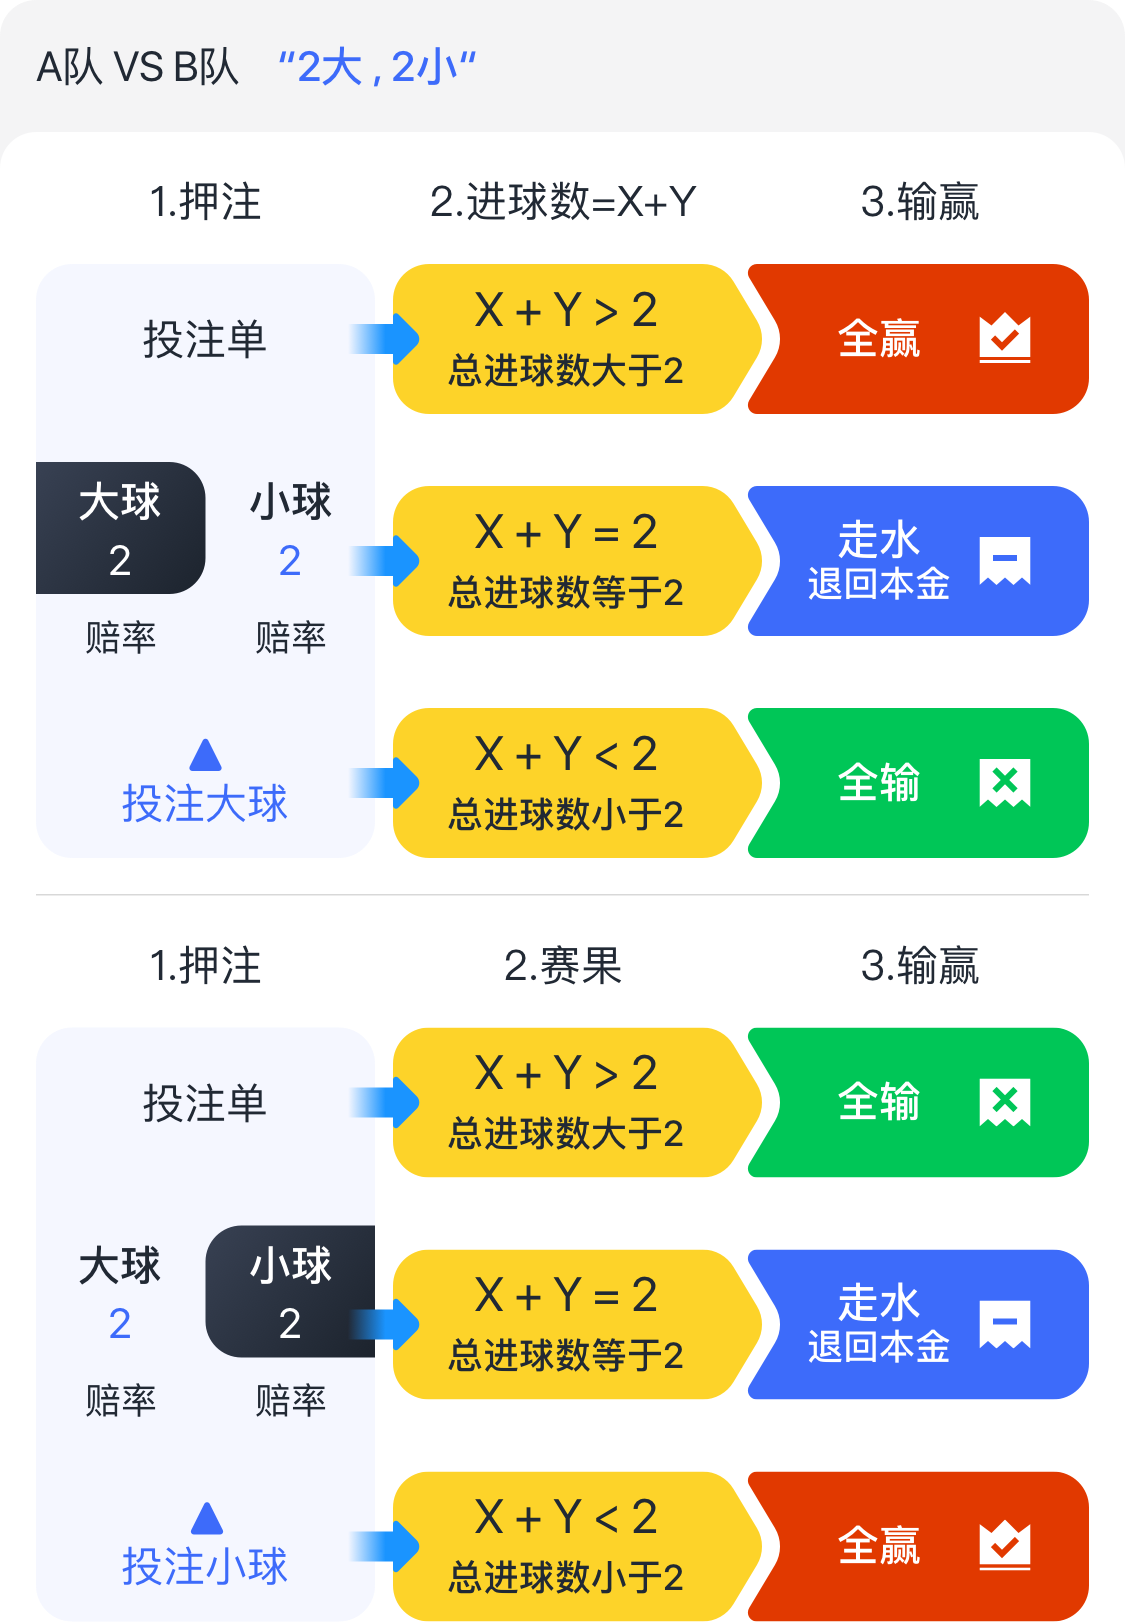 A队 VS B队 “2大 , 2小“
1.押注 2.进球数=X+Y 3.输赢
投注单
大球 小球
2 2
赔率 赔率
投注大球
X + Y > 2
总进球数大于2
全赢
X + Y = 2
总进球数等于2
走水
退回本金
X + Y < 2
总进球数小于2
全输
1.押注 2.赛果 3.输赢
投注单
大球 小球
2 2
赔率 赔率
投注小球
X + Y > 2
总进球数大于2
全输
X + Y = 2
总进球数等于2
走水
退回本金
X + Y < 2
总进球数小于2
全赢